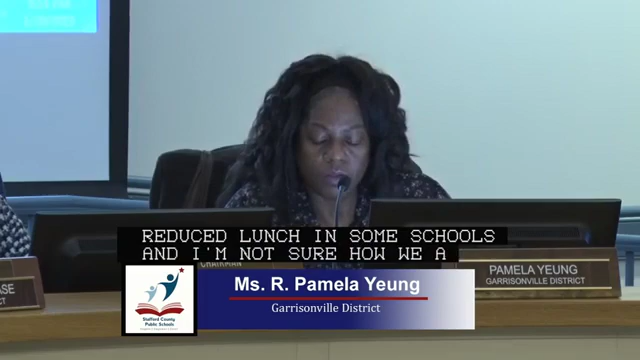 REDUCED LUNCH IN SOME SCHOOLS
AND I'M NOT SURE HOW WE A
CHAIRMAN
Ms. R. Pamela Yeung
Garrisonville District
Stafford County
Public Schools
PAMELA YEUNG
GARRISONVILLE DISTRICT